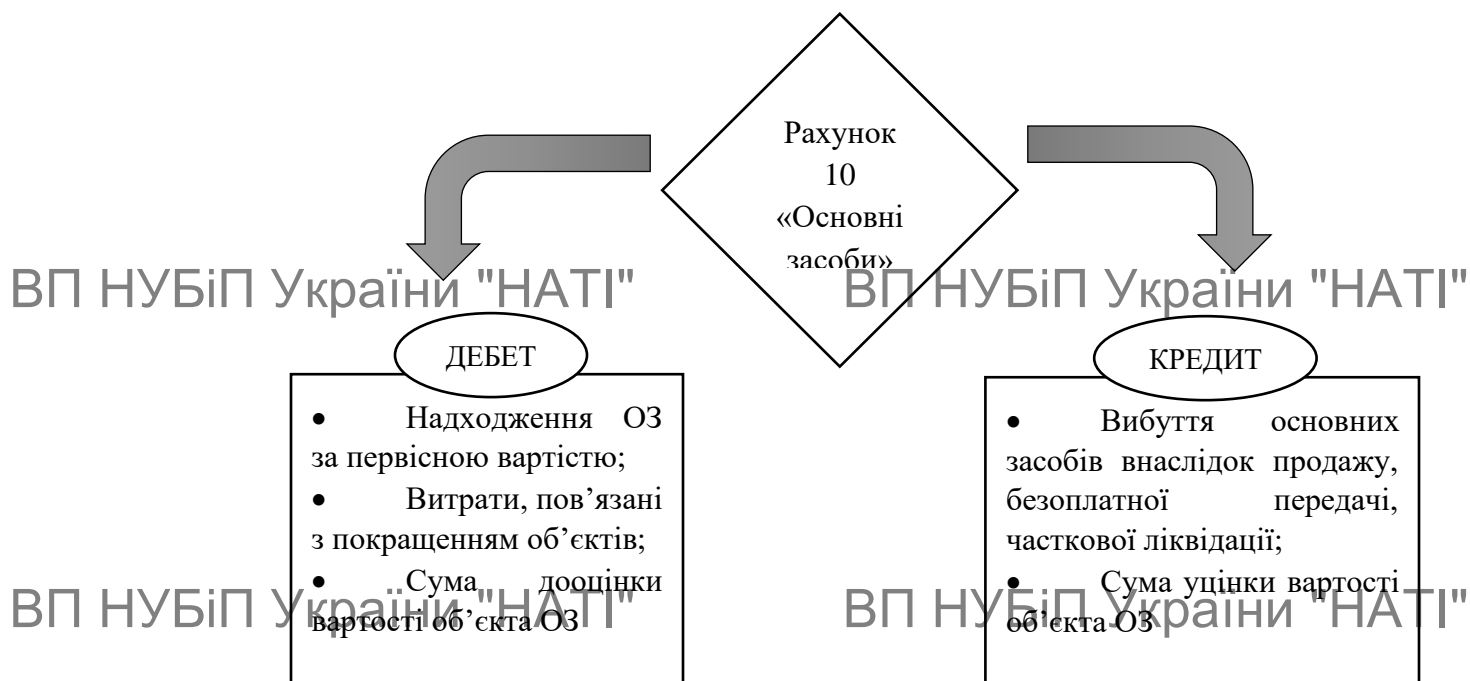 Рахунок
10
«Основні
засоби»
ВП НУБіП України "НАТІ"
ВП НУБіП України "НАТІ"
ДЕБЕТ
• Надходження ОЗ
за первісною вартістю;
• Витрати, пов’язані
з покращенням об’єктів;
• Сума дооцінки
вартості об’єкта ОЗ
КРЕДИТ
• Вибуття основних
засобів внаслідок продажу,
безоплатної передачі,
часткової ліквідації;
• Сума уцінки вартості
об’єкта ОЗ
ВП НУБіП України "НАТІ"
ВП НУБіП України "НАТІ"